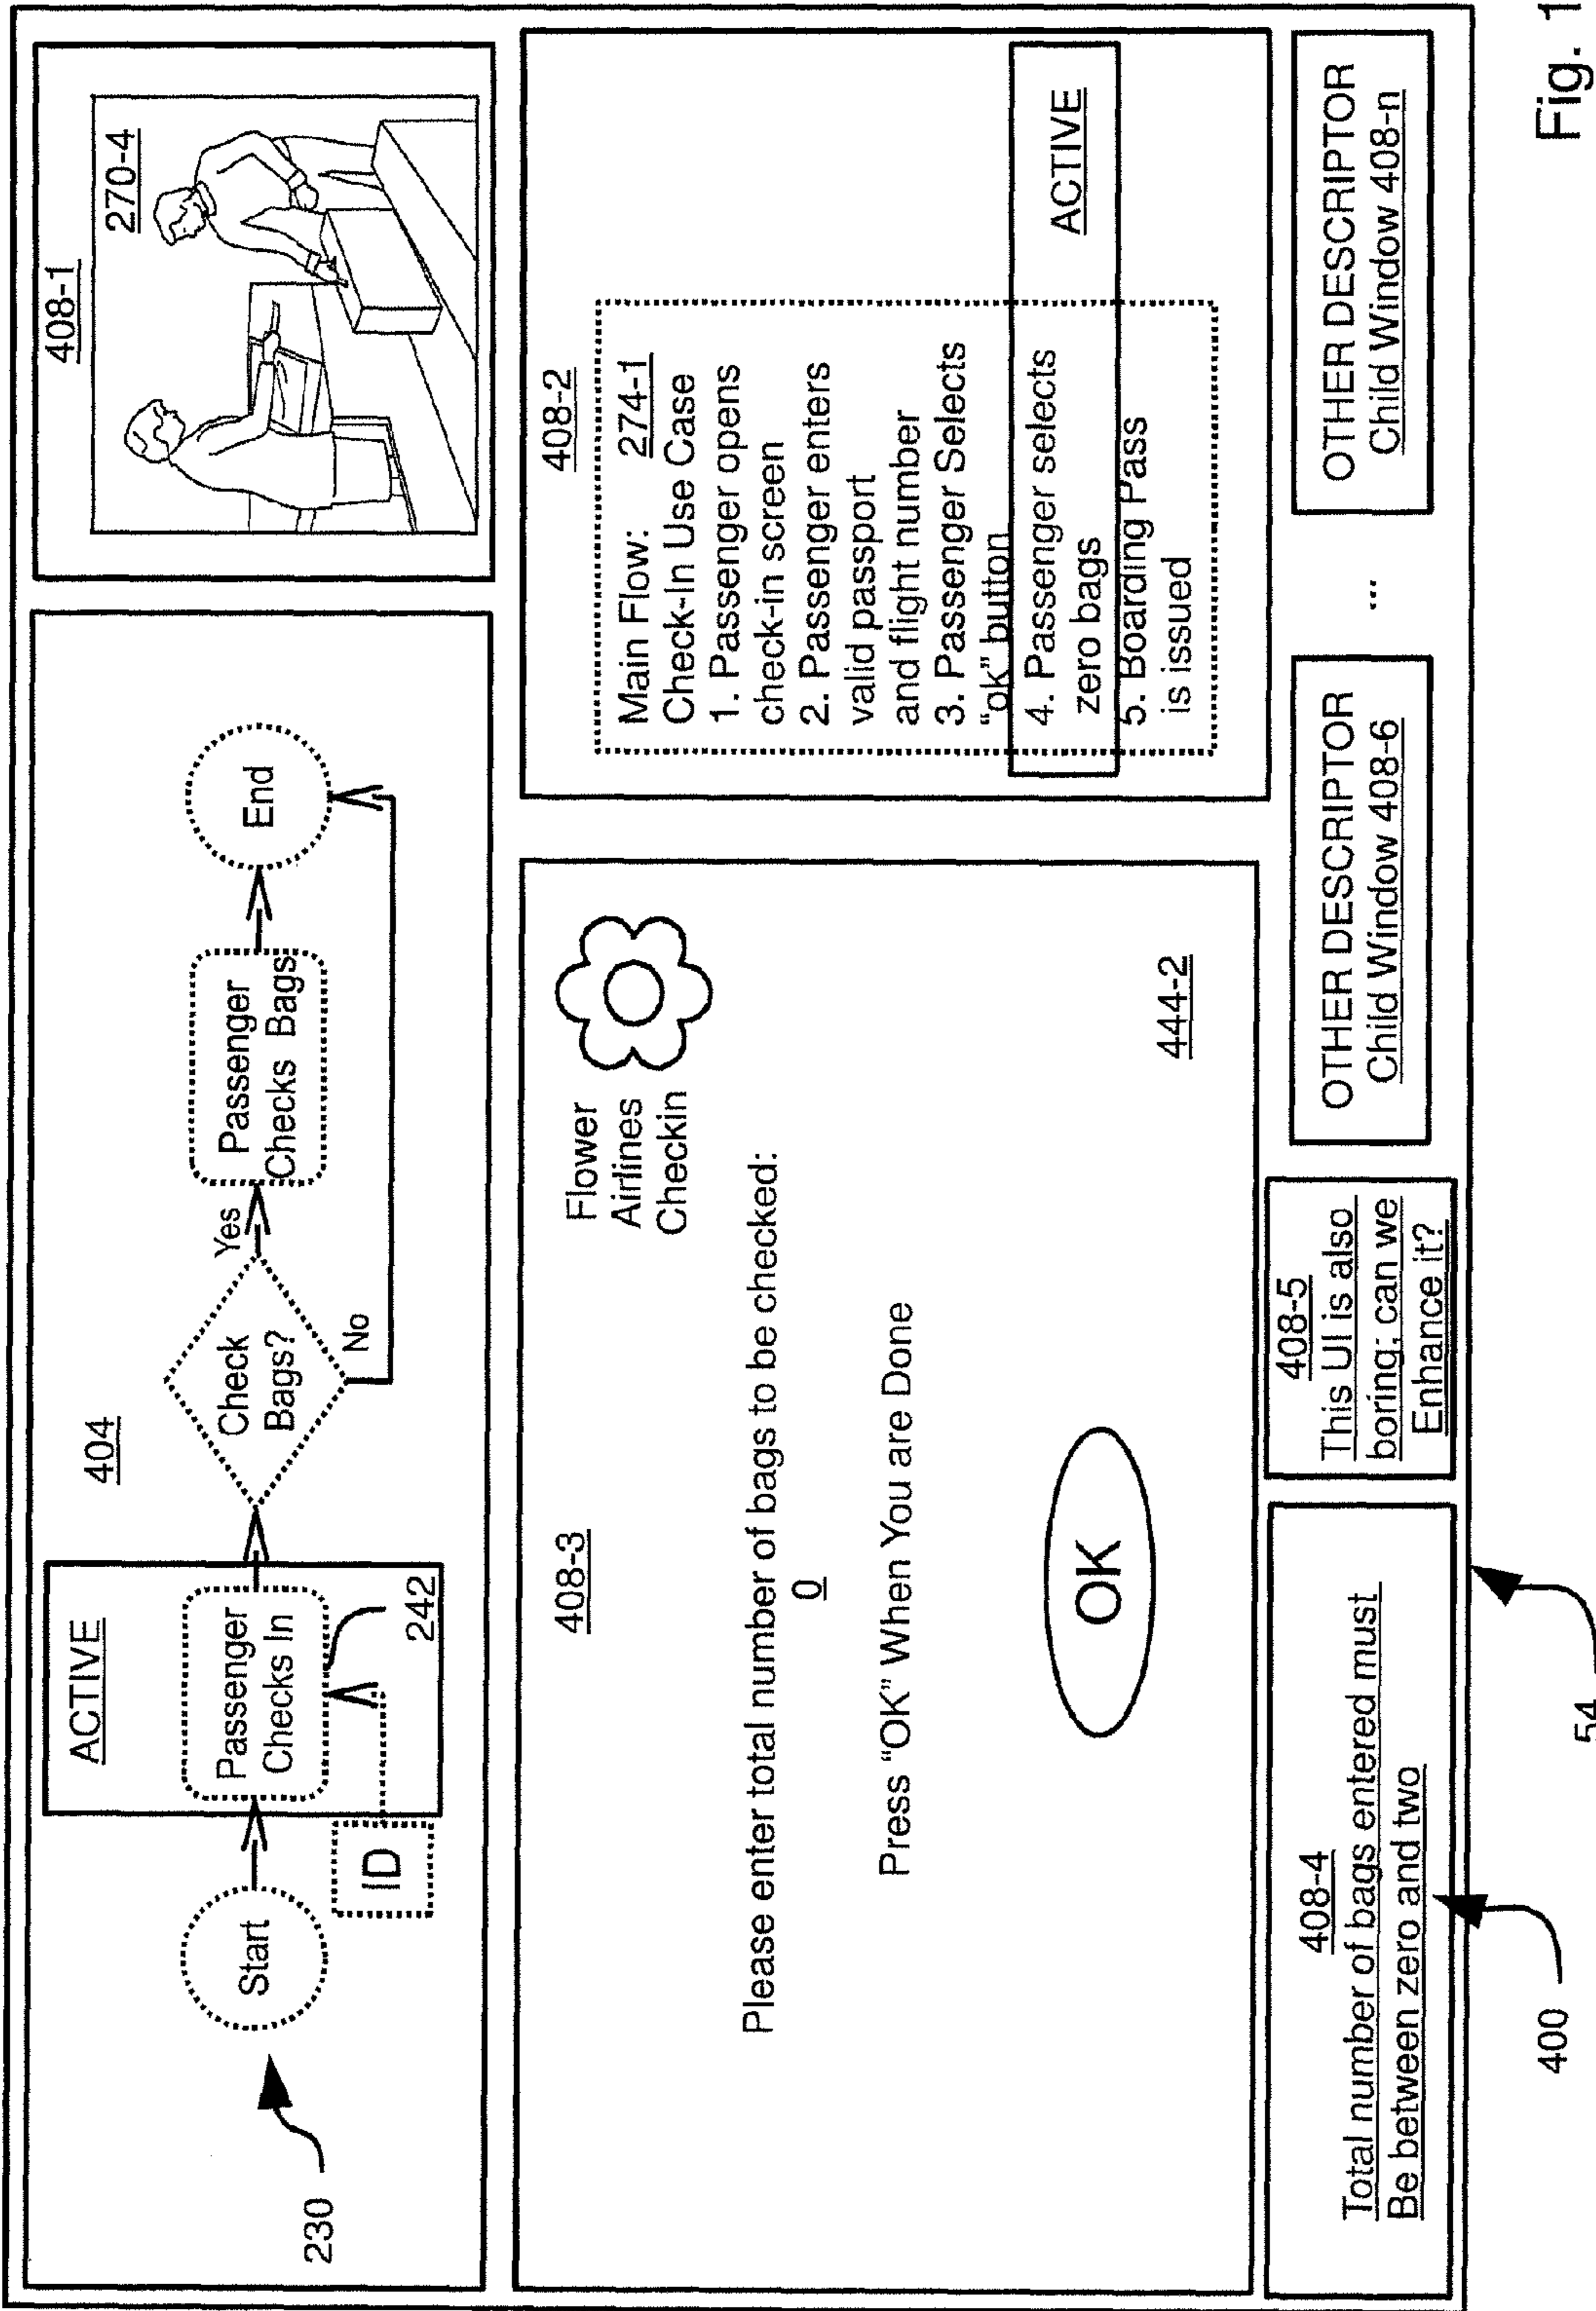 404
ACTIVE
Start
Passenger
Checks In
ID
242
Check
Bags?
Yes
No
Passenger
Checks Bags
End
230
408-1
270-4
408-3
Flower
Airlines
Checkin
Please enter total number of bags to be checked:
0
Press “OK” When You are Done
OK
444-2
408-2
Main Flow: 274-1
Check-In Use Case
1. Passenger opens
check-in screen
2. Passenger enters
valid passport
and flight number
3. Passenger Selects
“ok” button
4. Passenger selects
zero bags
ACTIVE
5. Boarding Pass
is issued
408-4
Total number of bags entered must
Be between zero and two
408-5
This UI is also
boring; can we
Enhance it?
OTHER DESCRIPTOR
Child Window 408-6
...
OTHER DESCRIPTOR
Child Window 408-n
400
54
Fig. 1